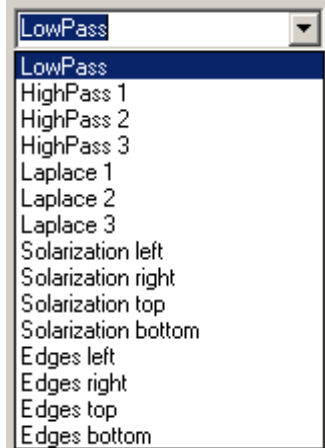 LowPass
LowPass
HighPass 1
HighPass 2
HighPass 3
Laplace 1
Laplace 2
Laplace 3
Solarization left
Solarization right
Solarization top
Solarization bottom
Edges left
Edges right
Edges top
Edges bottom